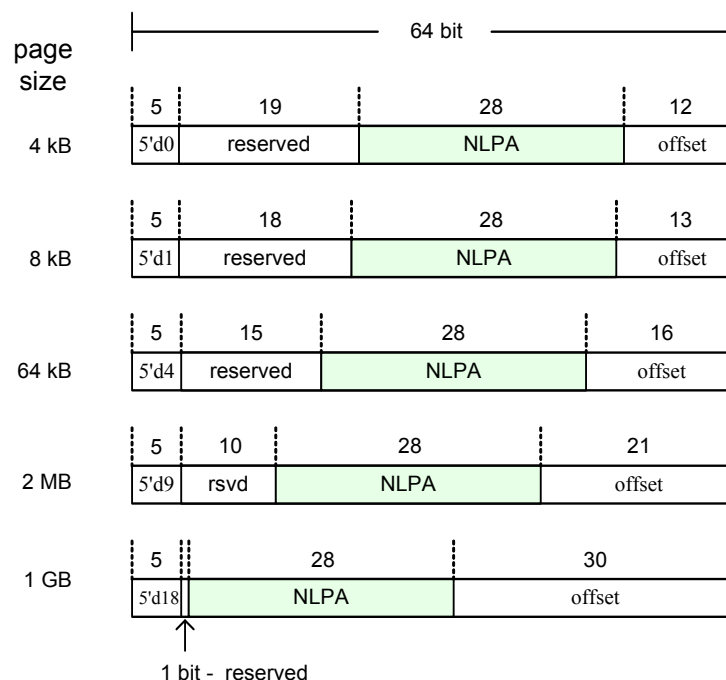 64 bit
page
size
5 19 28 12
4 kB 5'd0 reserved NLPA offset
5 18 28 13
8 kB 5'd1 reserved NLPA offset
5 15 28 16
64 kB 5'd4 reserved NLPA offset
5 10 28 21
2 MB 5'd9 rsvd NLPA offset
5 28 30
1 GB 5'd18 NLPA offset
1 bit - reserved